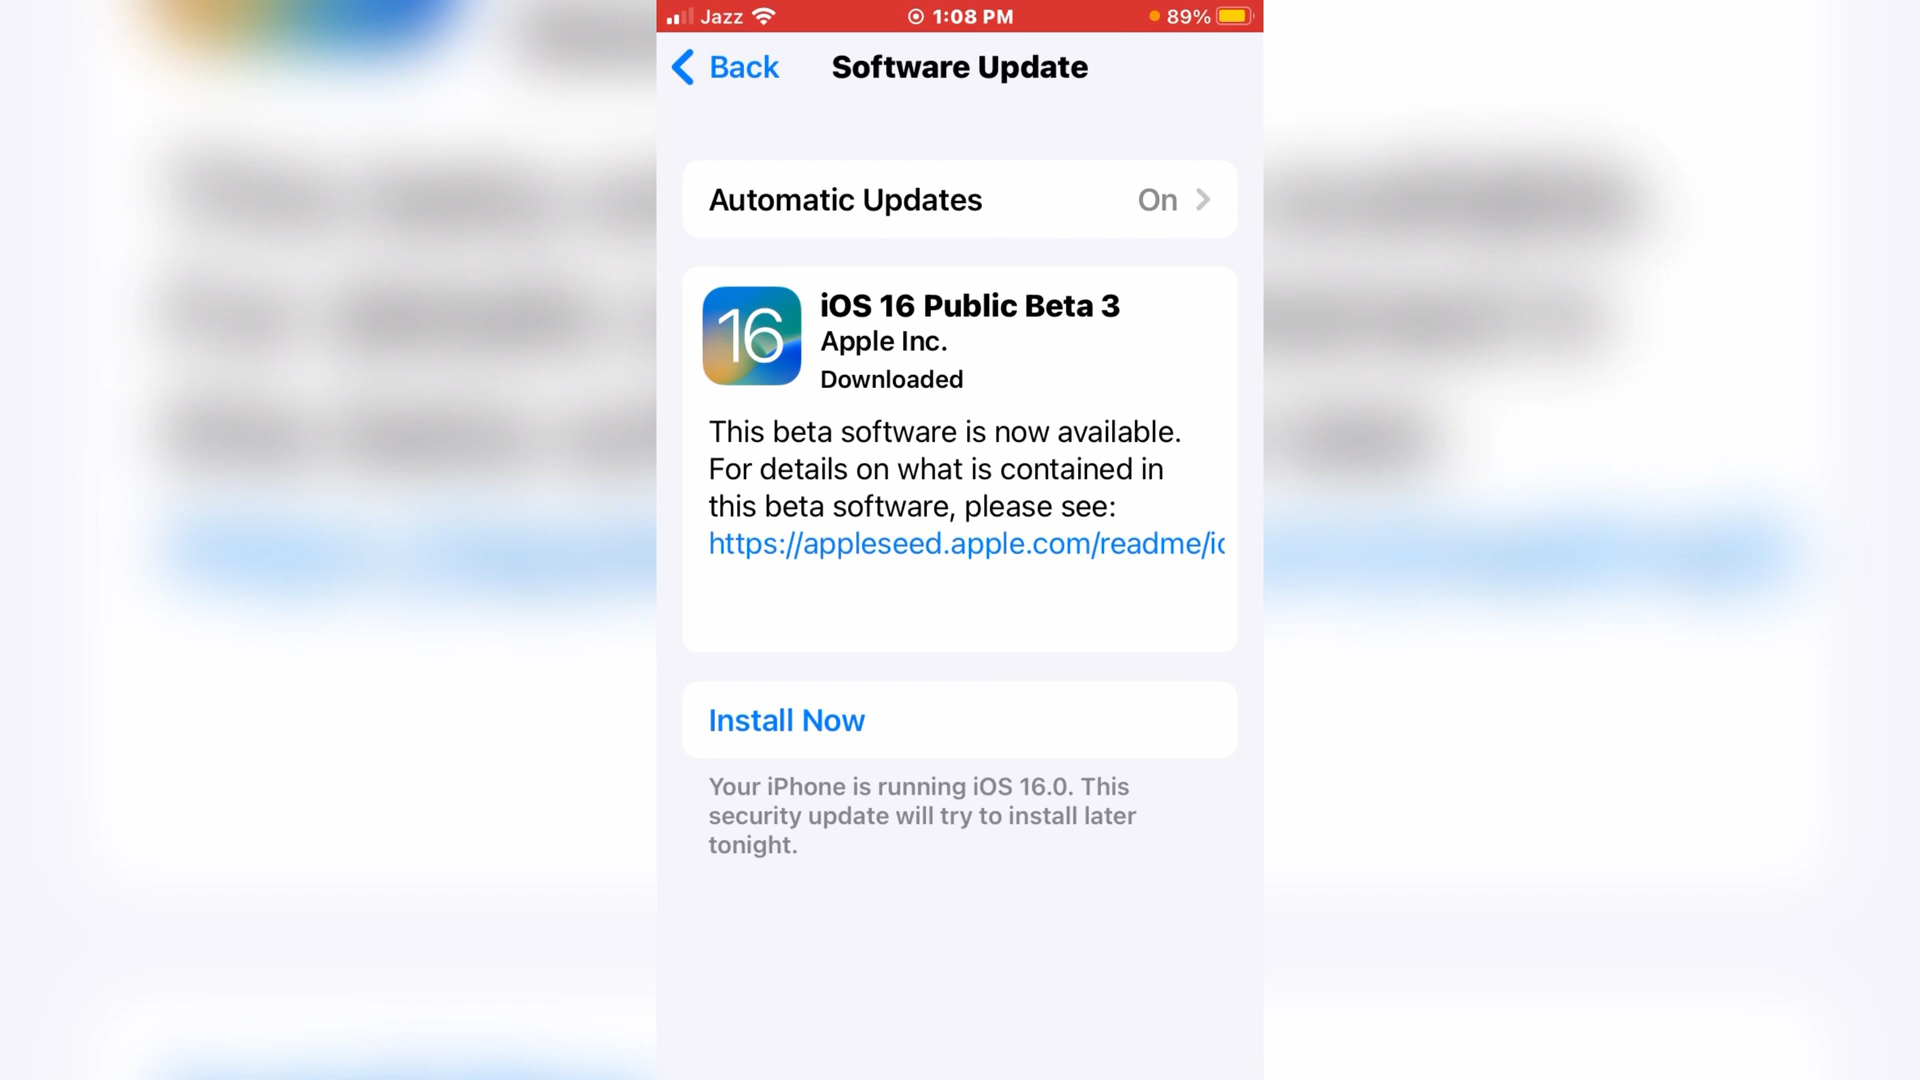 Jazz 1:08 PM 89%
Back Software Update
Automatic Updates On
16
iOS 16 Public Beta 3
Apple Inc.
Downloaded
This beta software is now available.
For details on what is contained in
this beta software, please see:
https://appleseed.apple.com/readme/ic
Install Now
Your iPhone is running iOS 16.0. This
security update will try to install later
tonight.